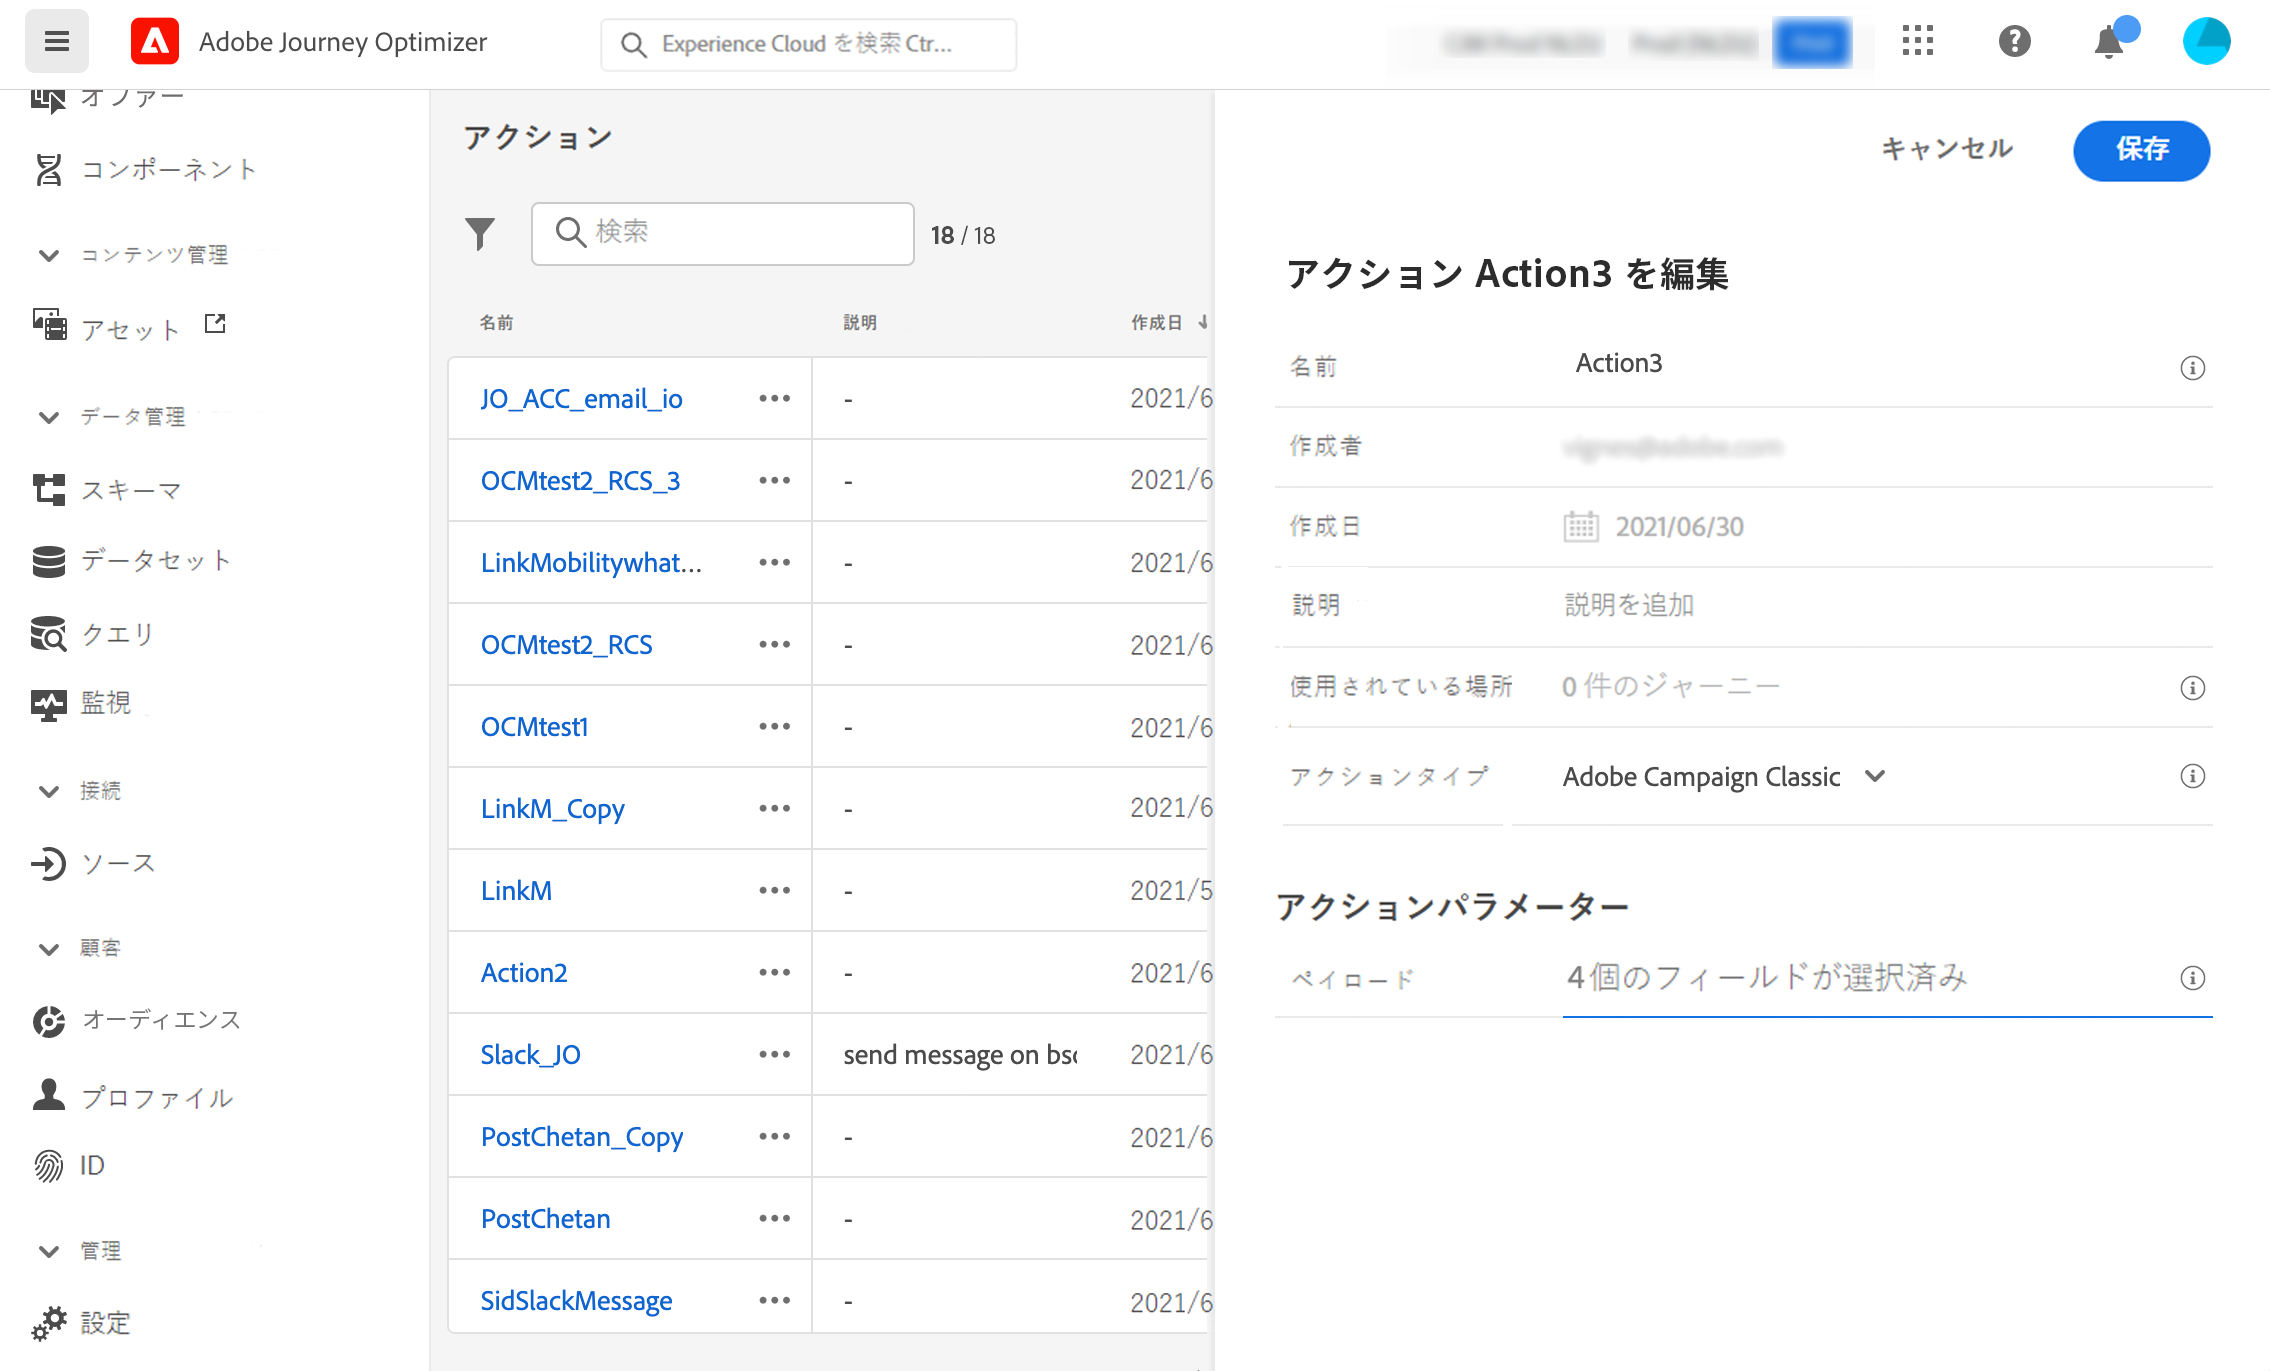 Adobe Journey Optimizer
Experience Cloud を検索 Ctr...
オファー
コンポーネント
コンテンツ管理
アセット
データ管理
スキーマ
データセット
クエリ
監視
接続
ソース
顧客
オーディエンス
プロファイル
ID
管理
設定
アクション
検索
18 / 18
名前 説明 作成日
JO_ACC_email_io - 2021/6
OCMtest2_RCS_3 - 2021/6
LinkMobilitywhat... - 2021/6
OCMtest2_RCS - 2021/6
OCMtest1 - 2021/6
LinkM_Copy - 2021/6
LinkM - 2021/5
Action2 - 2021/6
Slack_JO send message on bs 2021/6
PostChetan_Copy - 2021/6
PostChetan - 2021/6
SidSlackMessage - 2021/6
キャンセル 保存
アクション Action3 を編集
名前 Action3
作成者
作成日 2021/06/30
説明 説明を追加
使用されている場所 0 件のジャーニー
アクションタイプ Adobe Campaign Classic
アクションパラメーター
ペイロード 4個のフィールドが選択済み